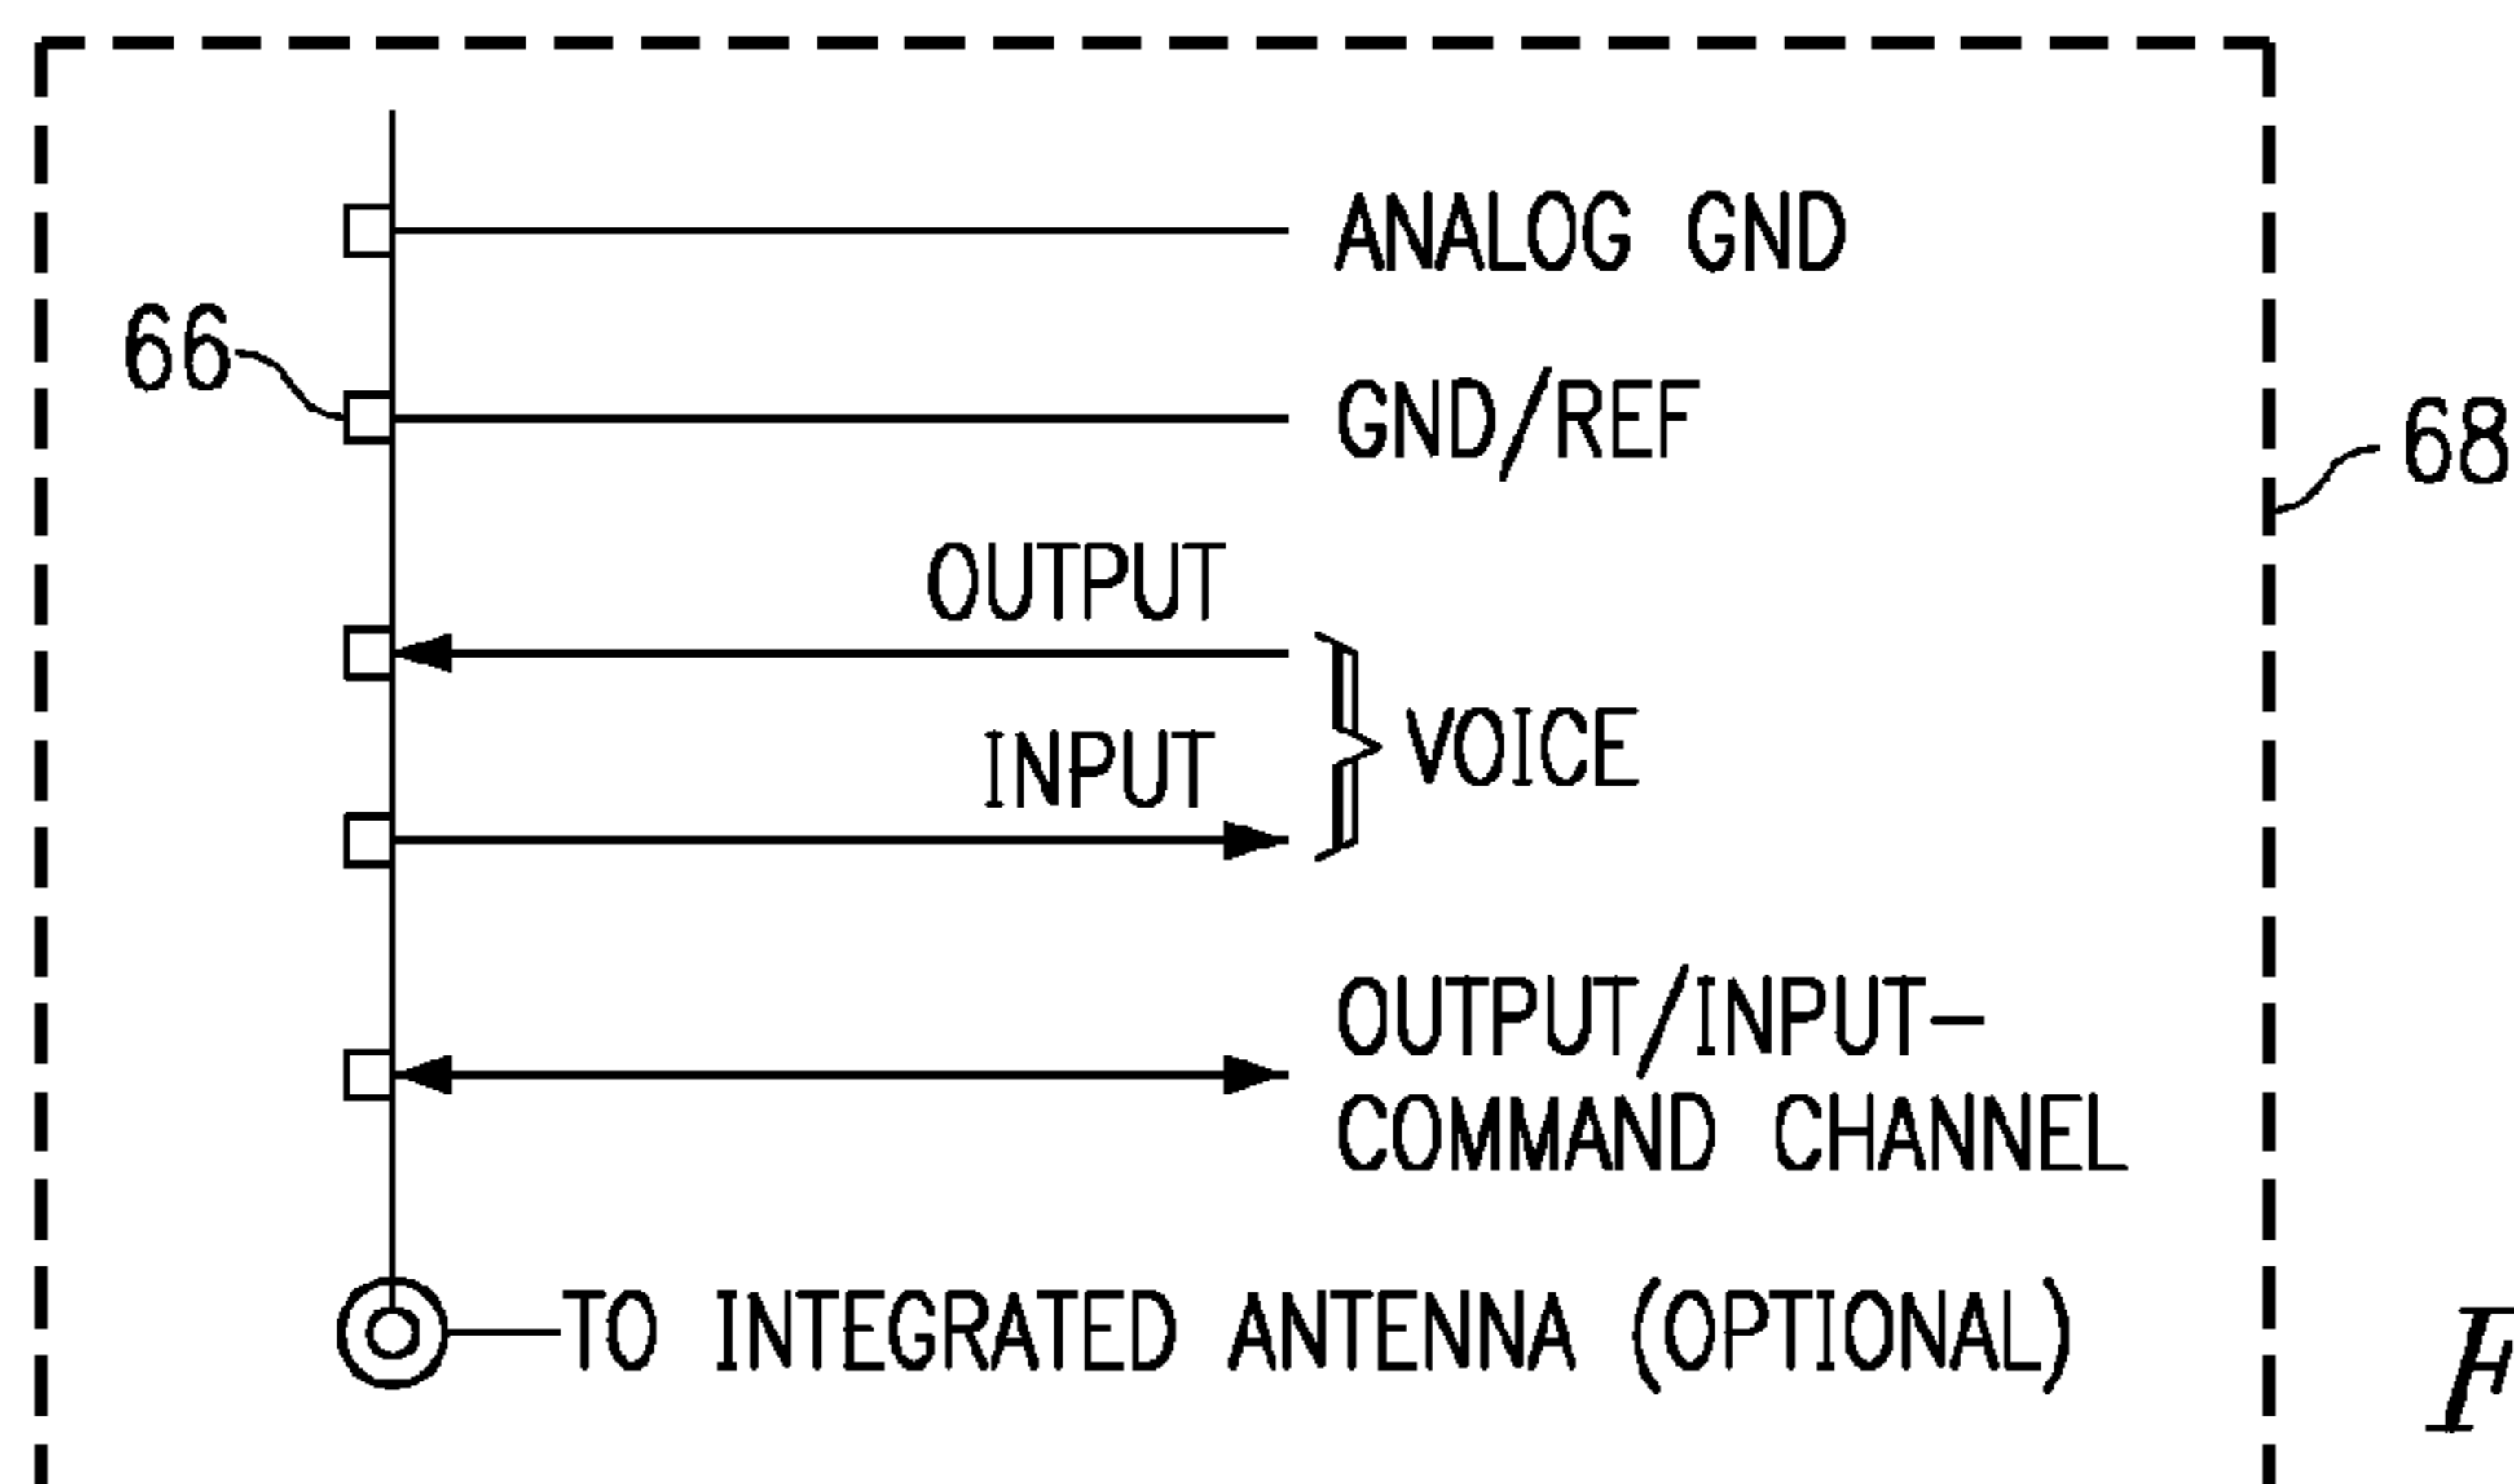 ANALOG GND
66
GND/REF
68
OUTPUT
INPUT
VOICE
OUTPUT/INPUT-
COMMAND CHANNEL
TO INTEGRATED ANTENNA (OPTIONAL)